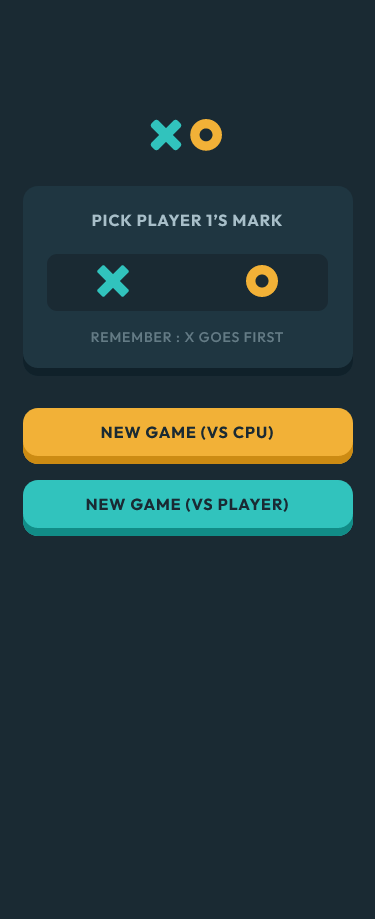 PICK PLAYER 1’S MARK
REMEMBER : X GOES FIRST
NEW GAME (VS CPU)
NEW GAME (VS PLAYER)